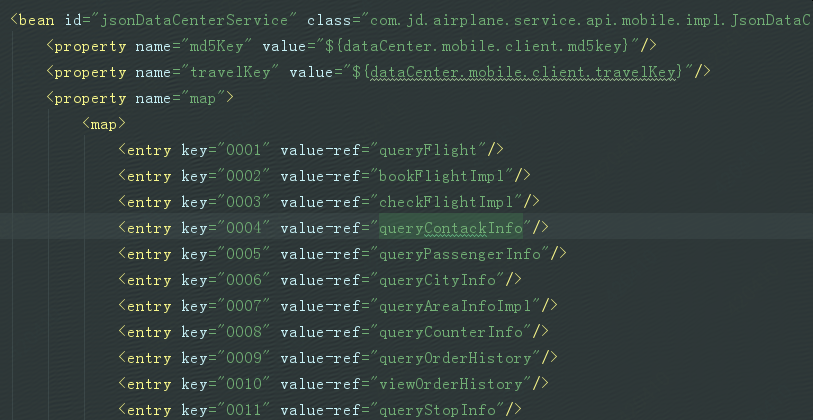 <bean id="jsonDataCenterService" class="com.jd.airplane.service.api.mobile.impl.JsonDataC
<property name="md5Key" value="${dataCenter.mobile.client.md5key}"/>
<property name="travelKey" value="${dataCenter.mobile.client.travelKey}"/>
<property name="map">
<map>
<entry key="0001" value-ref="queryFlight"/>
<entry key="0002" value-ref="bookFlightImpl"/>
<entry key="0003" value-ref="checkFlightImpl"/>
<entry key="0004" value-ref="queryContackInfo"/>
<entry key="0005" value-ref="queryPassengerInfo"/>
<entry key="0006" value-ref="queryCityInfo"/>
<entry key="0007" value-ref="queryAreaInfoImpl"/>
<entry key="0008" value-ref="queryCounterInfo"/>
<entry key="0009" value-ref="queryOrderHistory"/>
<entry key="0010" value-ref="viewOrderHistory"/>
<entry key="0011" value-ref="queryStopInfo"/>